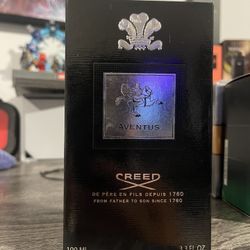 AVENTUS
CREED
DE PÈRE EN FILS DEPUIS 1760
FROM FATHER TO SON SINCE 1760
100 ML 3.3 FL.OZ